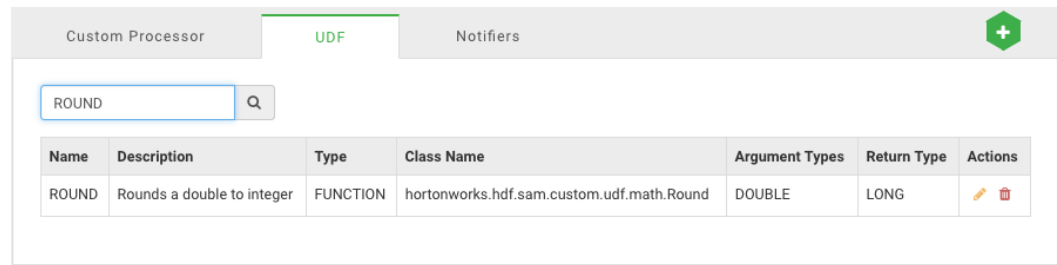 Custom Processor UDF Notifiers
ROUND
Name Description Type Class Name Argument Types Return Type Actions
ROUND Rounds a double to integer FUNCTION hortonworks.hdf.sam.custom.udf.math.Round DOUBLE LONG